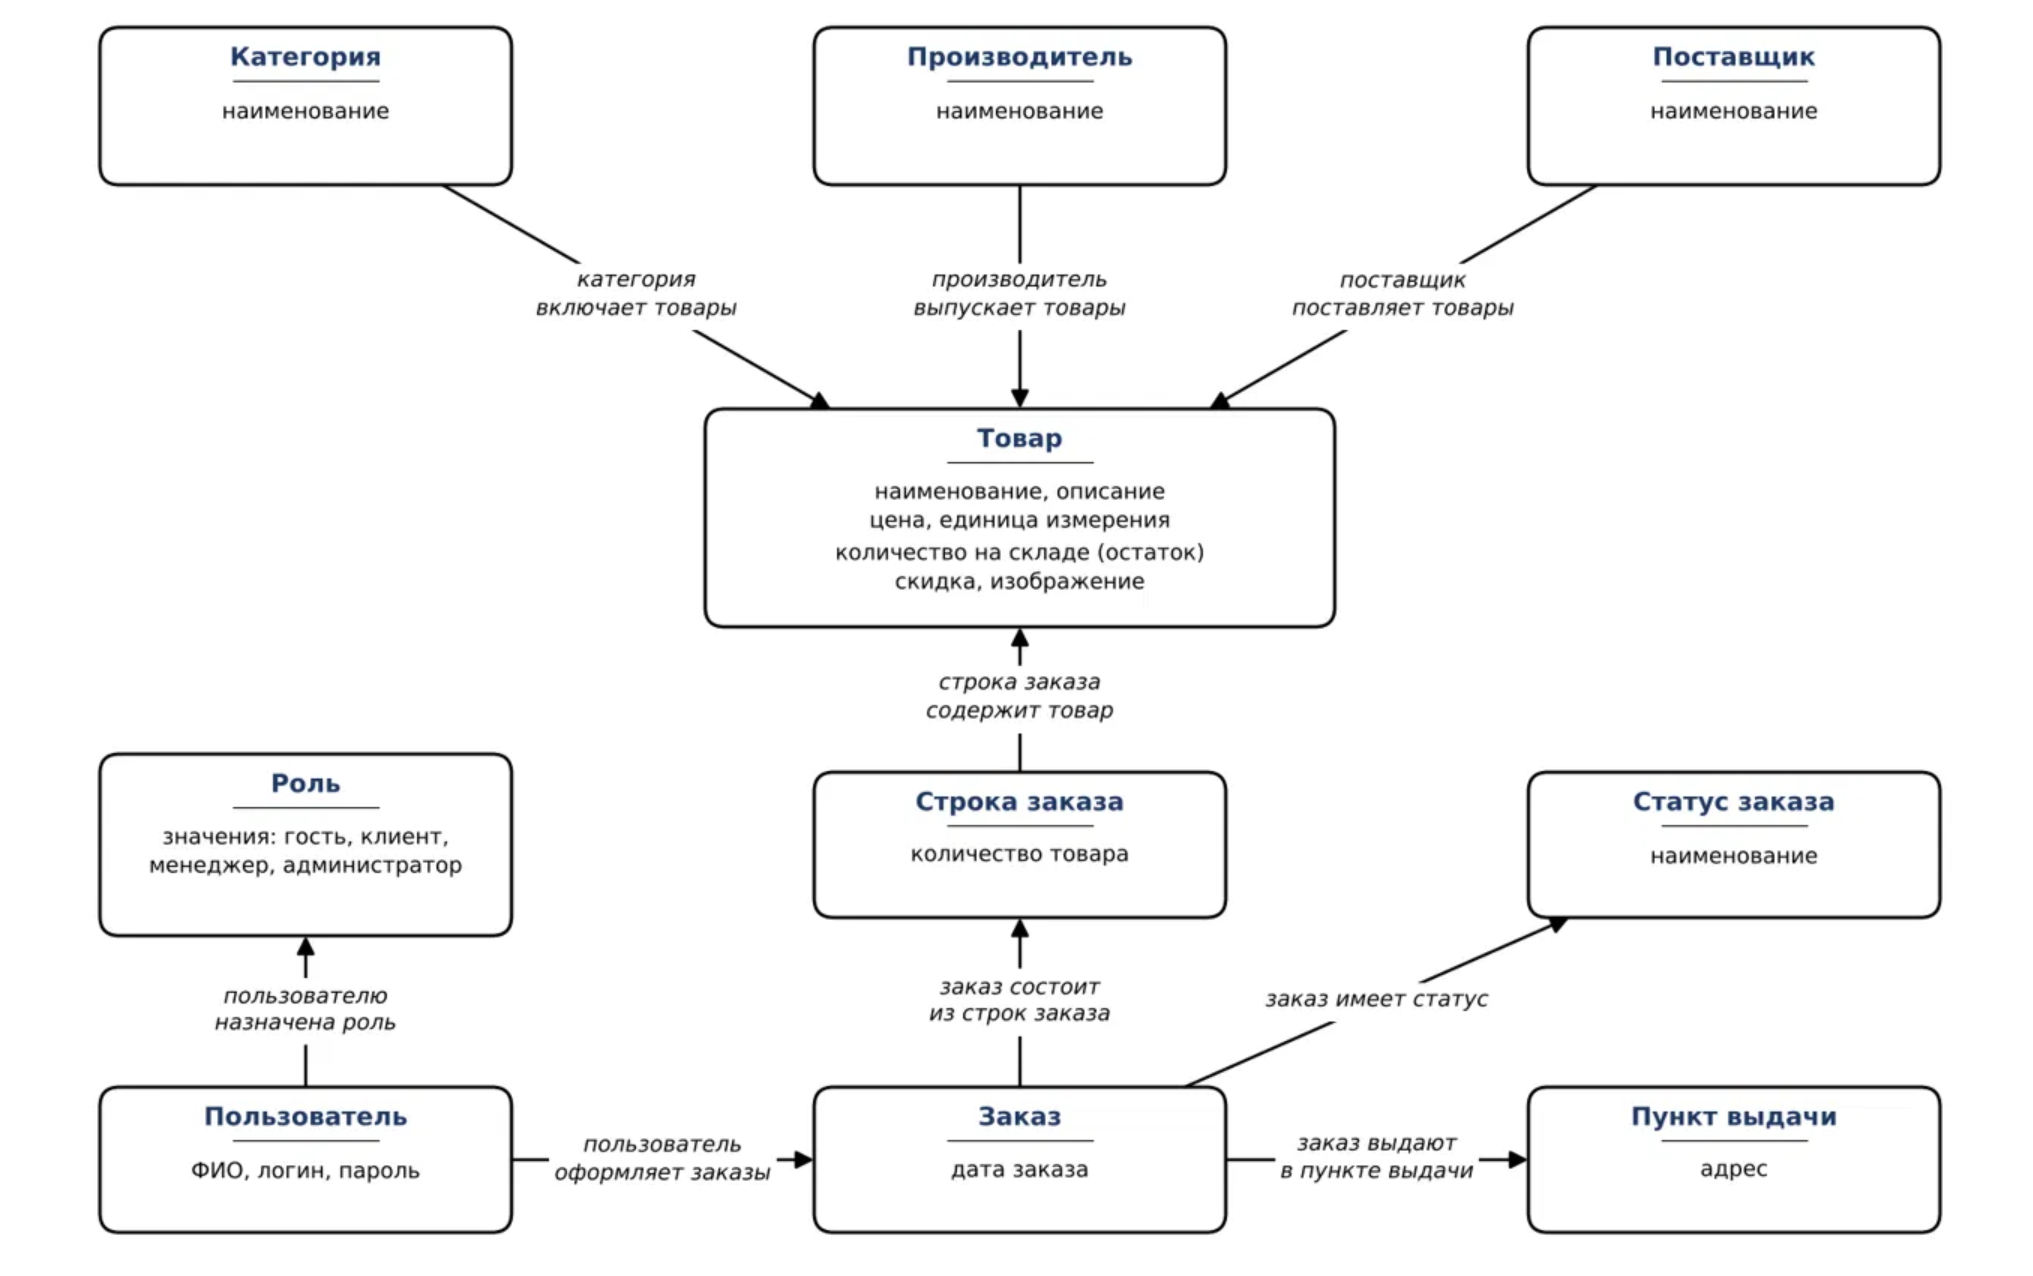 Категория
наименование
Производитель
наименование
Поставщик
наименование
категория
включает товары
производитель
выпускает товары
поставщик
поставляет товары
Товар
наименование, описание
цена, единица измерения
количество на складе (остаток)
скидка, изображение
строка заказа
содержит товар
Роль
значения: гость, клиент,
менеджер, администратор
Строка заказа
количество товара
Статус заказа
наименование
пользователю
назначена роль
заказ состоит
из строк заказа
заказ имеет статус
Пользователь
ФИО, логин, пароль
пользователь
оформляет заказы
Заказ
дата заказа
заказ выдают
в пункте выдачи
Пункт выдачи
адрес